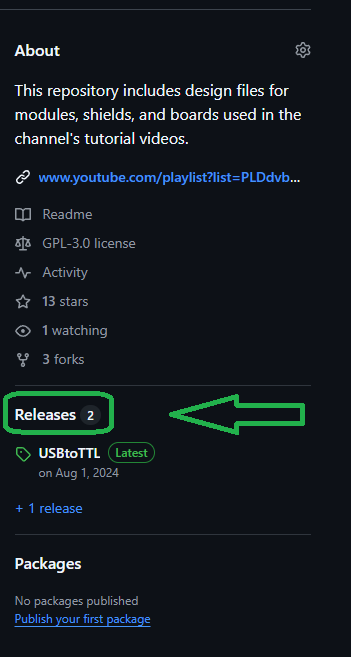 About
This repository includes design files for
modules, shields, and boards used in the
channel's tutorial videos.
www.youtube.com/playlist?list=PLDdvb...
Readme
GPL-3.0 license
Activity
13 stars
1 watching
3 forks
Releases 2
USBtoTTL Latest
on Aug 1, 2024
+ 1 release
Packages
No packages published
Publish your first package